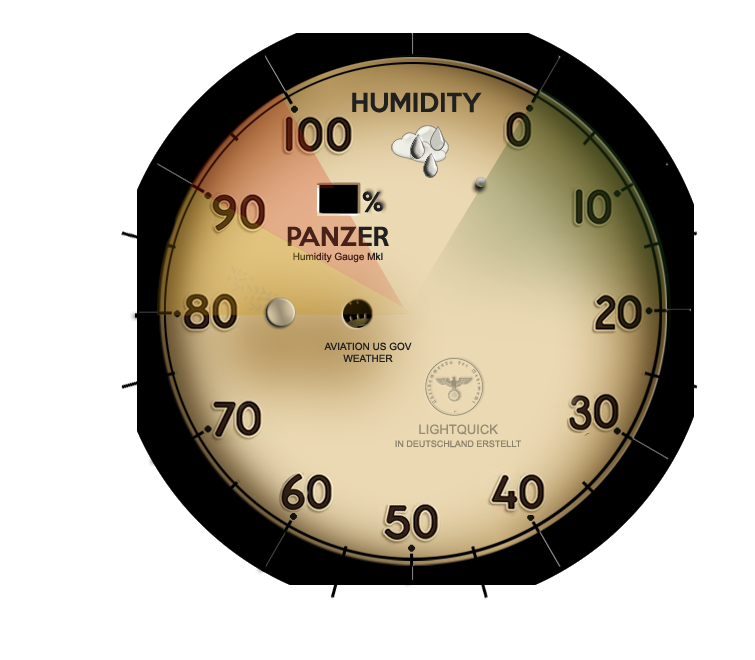 HUMIDITY
100
0
90
%
10
PANZER
Humidity Gauge MkI
80
20
AVIATION US GOV
WEATHER
70
30
LIGHTQUICK
IN DEUTSCHLAND ERSTELLT
60
40
50